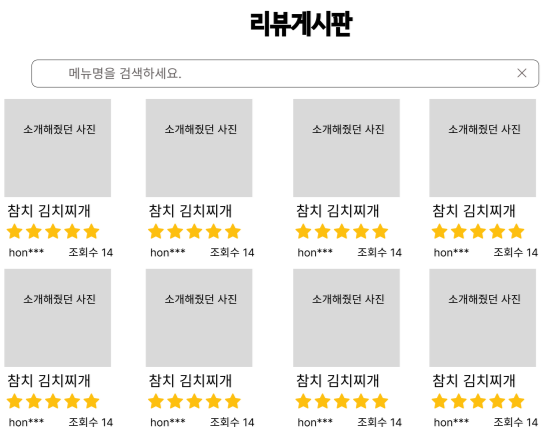 리뷰게시판
메뉴명을 검색하세요.
소개해줬던 사진 소개해줬던 사진 소개해줬던 사진 소개해줬던 사진
참치 김치찌개 참치 김치찌개 참치 김치찌개 참치 김치찌개
hon*** 조회수 14 hon*** 조회수 14 hon*** 조회수 14 hon*** 조회수 14
소개해줬던 사진 소개해줬던 사진 소개해줬던 사진 소개해줬던 사진
참치 김치찌개 참치 김치찌개 참치 김치찌개 참치 김치찌개
hon*** 조회수 14 hon*** 조회수 14 hon*** 조회수 14 hon*** 조회수 14